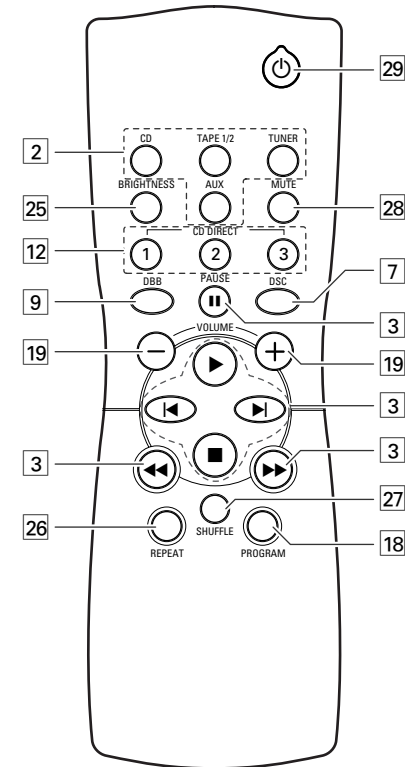 29
2
CD TAPE 1/2 TUNER
BRIGHTNESS AUX MUTE
25
28
12
CD DIRECT
1 2 3
7
DBB PAUSE DSC
9
3
VOLUME
19
19
3
3
3
27
26
SHUFFLE
18
REPEAT PROGRAM